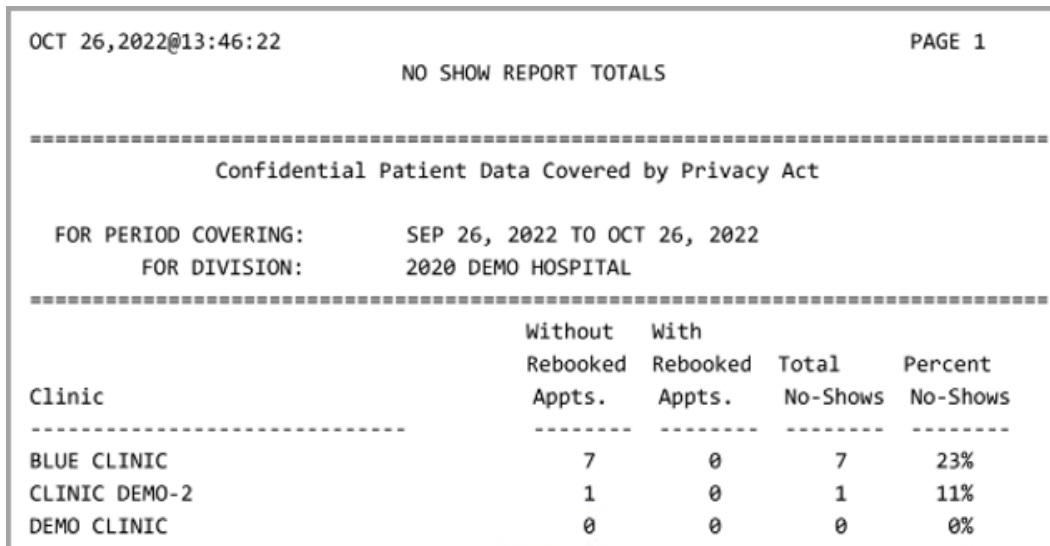 OCT 26,2022@13:46:22 PAGE 1
NO SHOW REPORT TOTALS
=================================================================================
Confidential Patient Data Covered by Privacy Act
FOR PERIOD COVERING: SEP 26, 2022 TO OCT 26, 2022
FOR DIVISION: 2020 DEMO HOSPITAL
=================================================================================
Without With
Rebooked Rebooked Total Percent
Clinic Appts. Appts. No-Shows No-Shows
------------------------------ -------- -------- -------- --------
BLUE CLINIC 7 0 7 23%
CLINIC DEMO-2 1 0 1 11%
DEMO CLINIC 0 0 0 0%